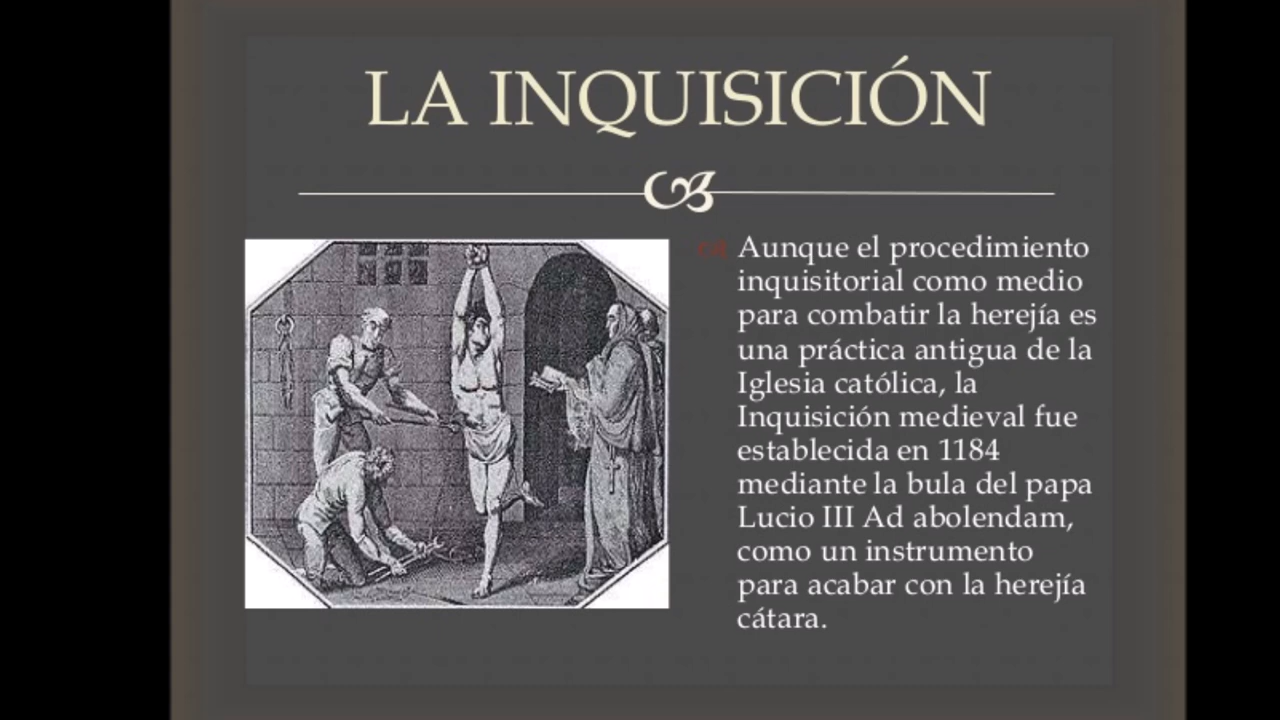 LA INQUISICIÓN
Aunque el procedimiento
inquisitorial como medio
para combatir la herejía es
una práctica antigua de la
Iglesia católica, la
Inquisición medieval fue
establecida en 1184
mediante la bula del papa
Lucio III Ad abolendam,
como un instrumento
para acabar con la herejía
cátara.